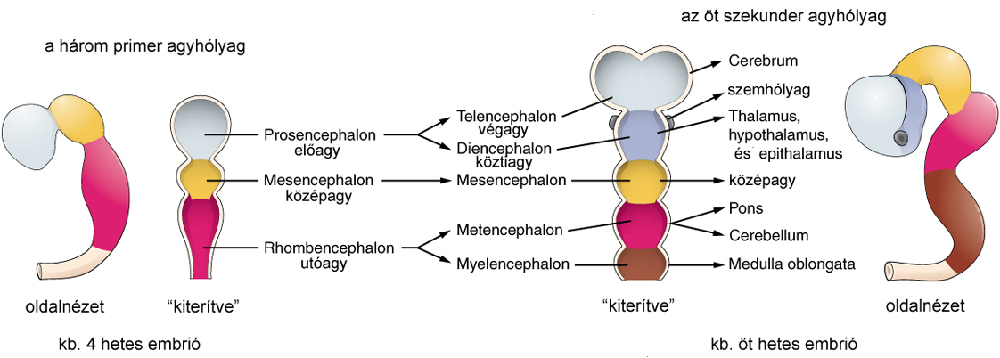 az öt szekunder agyhólyag
a három primer agyhólyag
Prosencephalon
előagy
Mesencephalon
középagy
Rhombencephalon
utóagy
Telencephalon
végagy
Diencephalon
köztiagy
Mesencephalon
Metencephalon
Myelencephalon
Cerebrum
szemhólyag
Thalamus,
hypothalamus,
és epithalamus
középagy
Pons
Cerebellum
Medulla oblongata
oldalnézet
“kiterítve”
“kiterítve”
oldalnézet
kb. 4 hetes embrió
kb. öt hetes embrió